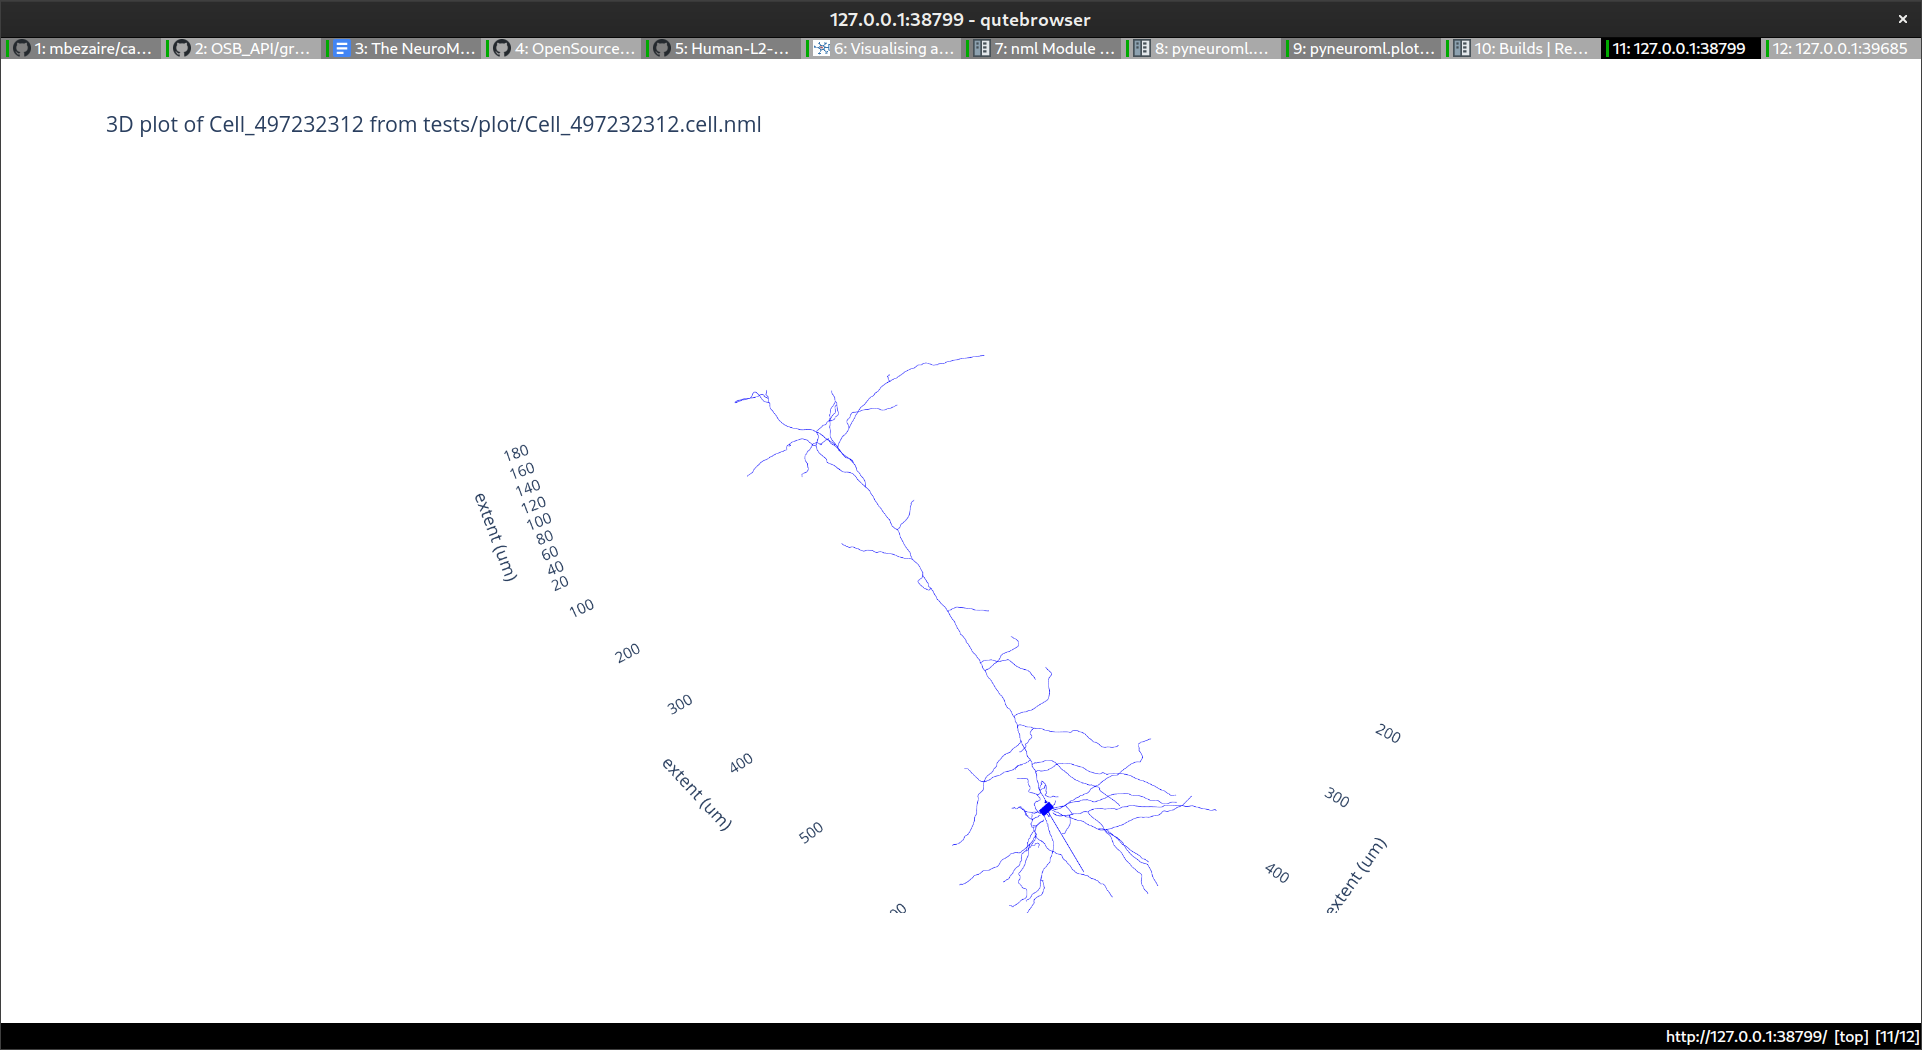 127.0.0.1:38799 - qutebrowser
×
1: mbezaire/ca... 2: OSB_API/gr... 3: The NeuroM... 4: OpenSource... 5: Human-L2-... 6: Visualising a... 7: nml Module ... 8: pyneuroml.... 9: pyneuroml.plot... 10: Builds | Re... 11: 127.0.0.1:38799 12: 127.0.0.1:39685
3D plot of Cell_497232312 from tests/plot/Cell_497232312.cell.nml
180
160
140
120
100
80
60
40
20
extent (um)
100
200
300
400
500
extent (um)
200
300
400
extent (um)
http://127.0.0.1:38799/ [top] [11/12]